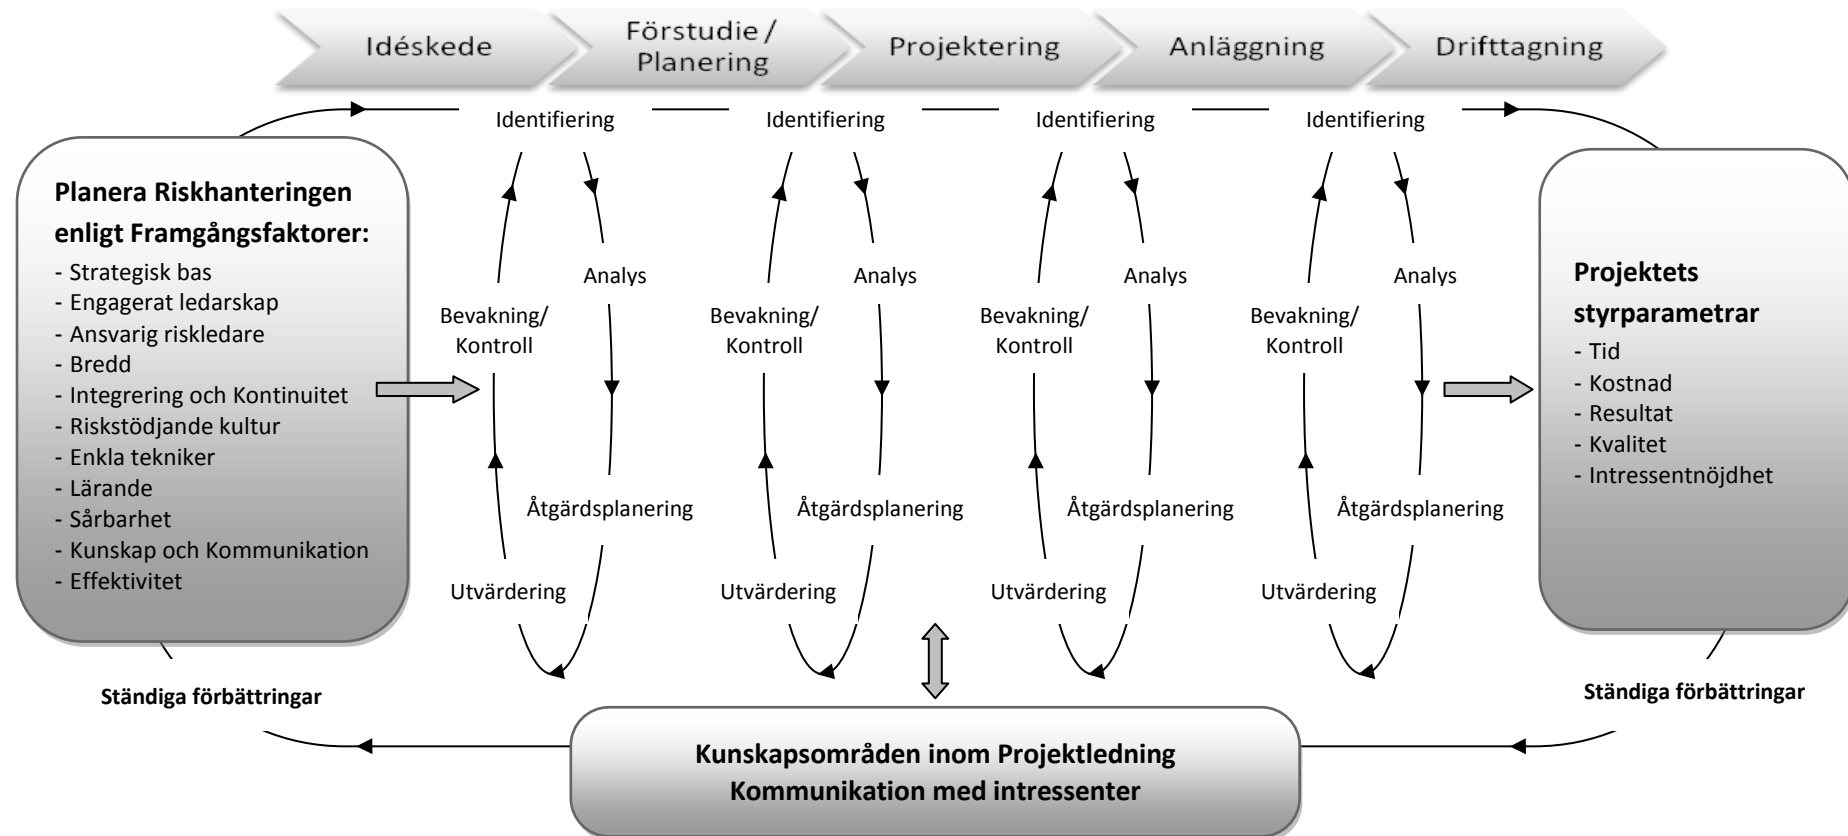 Idéskede
Förstudie /
Planering
Projektering
Anläggning
Drifttagning
Planera Riskhanteringen
enligt Framgångsfaktorer:
- Strategisk bas
- Engagerat ledarskap
- Ansvarig riskledare
- Bredd
- Integrering och Kontinuitet
- Riskstödjande kultur
- Enkla tekniker
- Lärande
- Sårbarhet
- Kunskap och Kommunikation
- Effektivitet
Identifiering
Analys
Bevakning/
Kontroll
Åtgärdsplanering
Utvärdering
Identifiering
Analys
Bevakning/
Kontroll
Åtgärdsplanering
Utvärdering
Identifiering
Analys
Bevakning/
Kontroll
Åtgärdsplanering
Utvärdering
Identifiering
Analys
Bevakning/
Kontroll
Åtgärdsplanering
Utvärdering
Projektets
styrparametrar
- Tid
- Kostnad
- Resultat
- Kvalitet
- Intressentnöjdhet
Ständiga förbättringar
Ständiga förbättringar
Kunskapsområden inom Projektledning
Kommunikation med intressenter